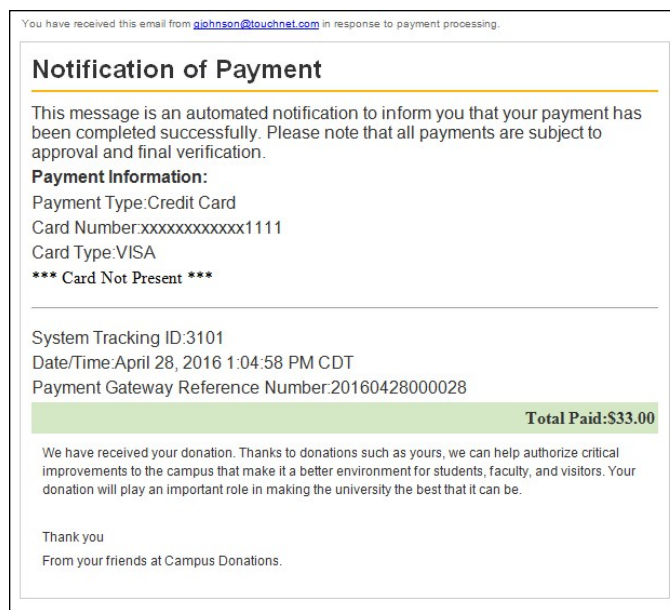 You have received this email from gjohnson@touchnet.com in response to payment processing.
Notification of Payment
This message is an automated notification to inform you that your payment has
been completed successfully. Please note that all payments are subject to
approval and final verification.
Payment Information:
Payment Type:Credit Card
Card Number:xxxxxxxxxxxx1111
Card Type:VISA
*** Card Not Present ***
System Tracking ID:3101
Date/Time:April 28, 2016 1:04:58 PM CDT
Payment Gateway Reference Number:20160428000028
Total Paid:$33.00
We have received your donation. Thanks to donations such as yours, we can help authorize critical
improvements to the campus that make it a better environment for students, faculty, and visitors. Your
donation will play an important role in making the university the best that it can be.
Thank you
From your friends at Campus Donations.